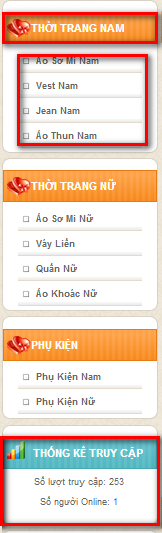 THỜI TRANG NAM
Áo Sơ Mi Nam
Vest Nam
Jean Nam
Áo Thun Nam
THỜI TRANG NỮ
Áo Sơ Mi Nữ
Váy Liền
Quần Nữ
Áo Khoác Nữ
PHỤ KIỆN
Phụ Kiện Nam
Phụ Kiện Nữ
THỐNG KÊ TRUY CẬP
Số lượt truy cập: 253
Số người Online: 1